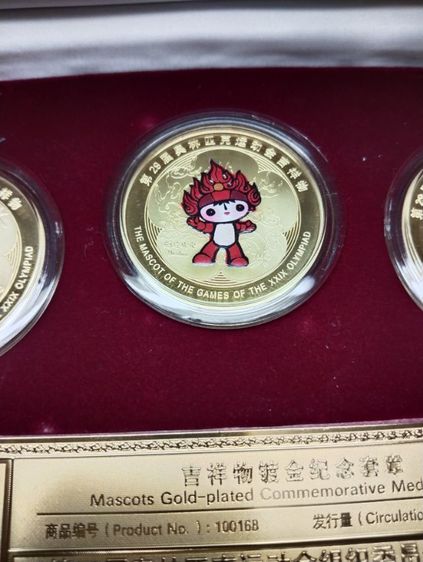 第29届奥林匹克运动会吉祥物
THE MASCOT OF THE GAMES OF THE XXIX OLYMPIAD
XXIX OLYMPIAD
吉祥物镀金纪念套章
Mascots Gold-plated Commemorative Med
商品编号 (Product No.) : 100168
发行量 (Circulation